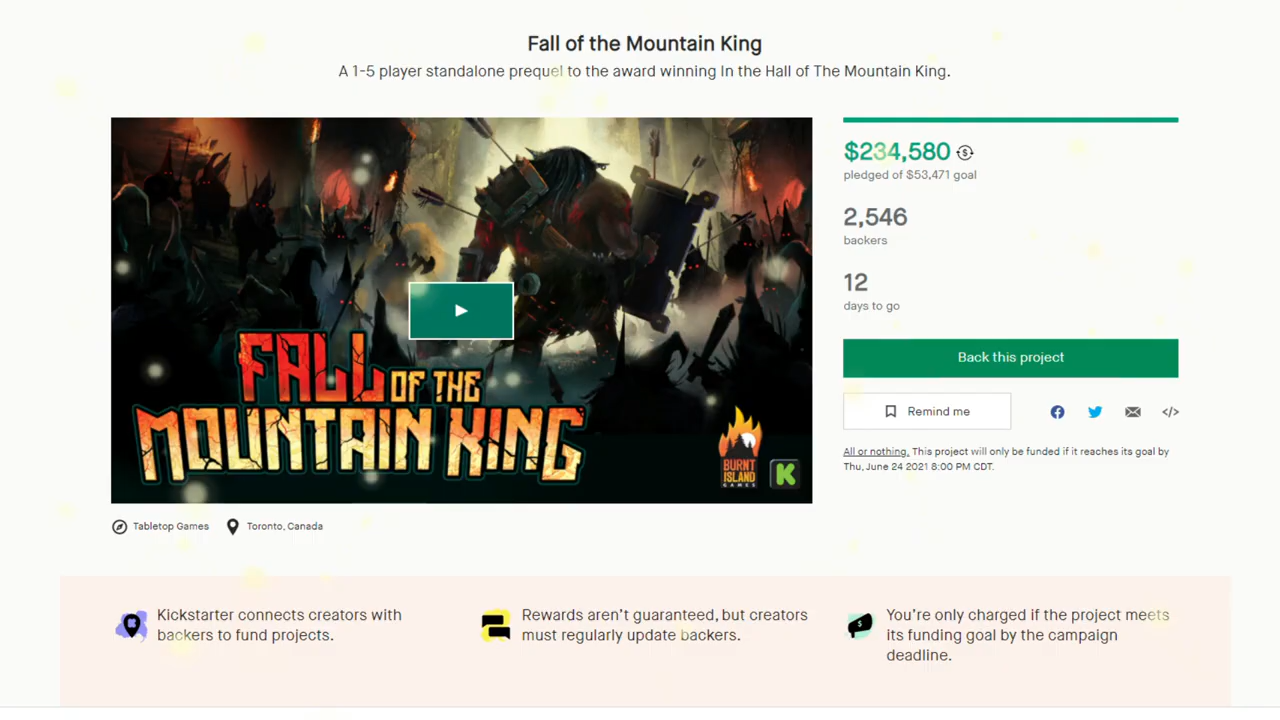 Fall of the Mountain King
A 1-5 player standalone prequel to the award winning In the Hall of The Mountain King.
FALL OF THE
MOUNTAIN KING
BURNT
ISLAND
GAMES
K
Tabletop Games
Toronto, Canada
$234,580
pledged of $53,471 goal
2,546
backers
12
days to go
Back this project
Remind me
</>
All or nothing. This project will only be funded if it reaches its goal by
Thu, June 24 2021 8:00 PM CDT.
Kickstarter connects creators with
backers to fund projects.
Rewards aren't guaranteed, but creators
must regularly update backers.
You're only charged if the project meets
its funding goal by the campaign
deadline.